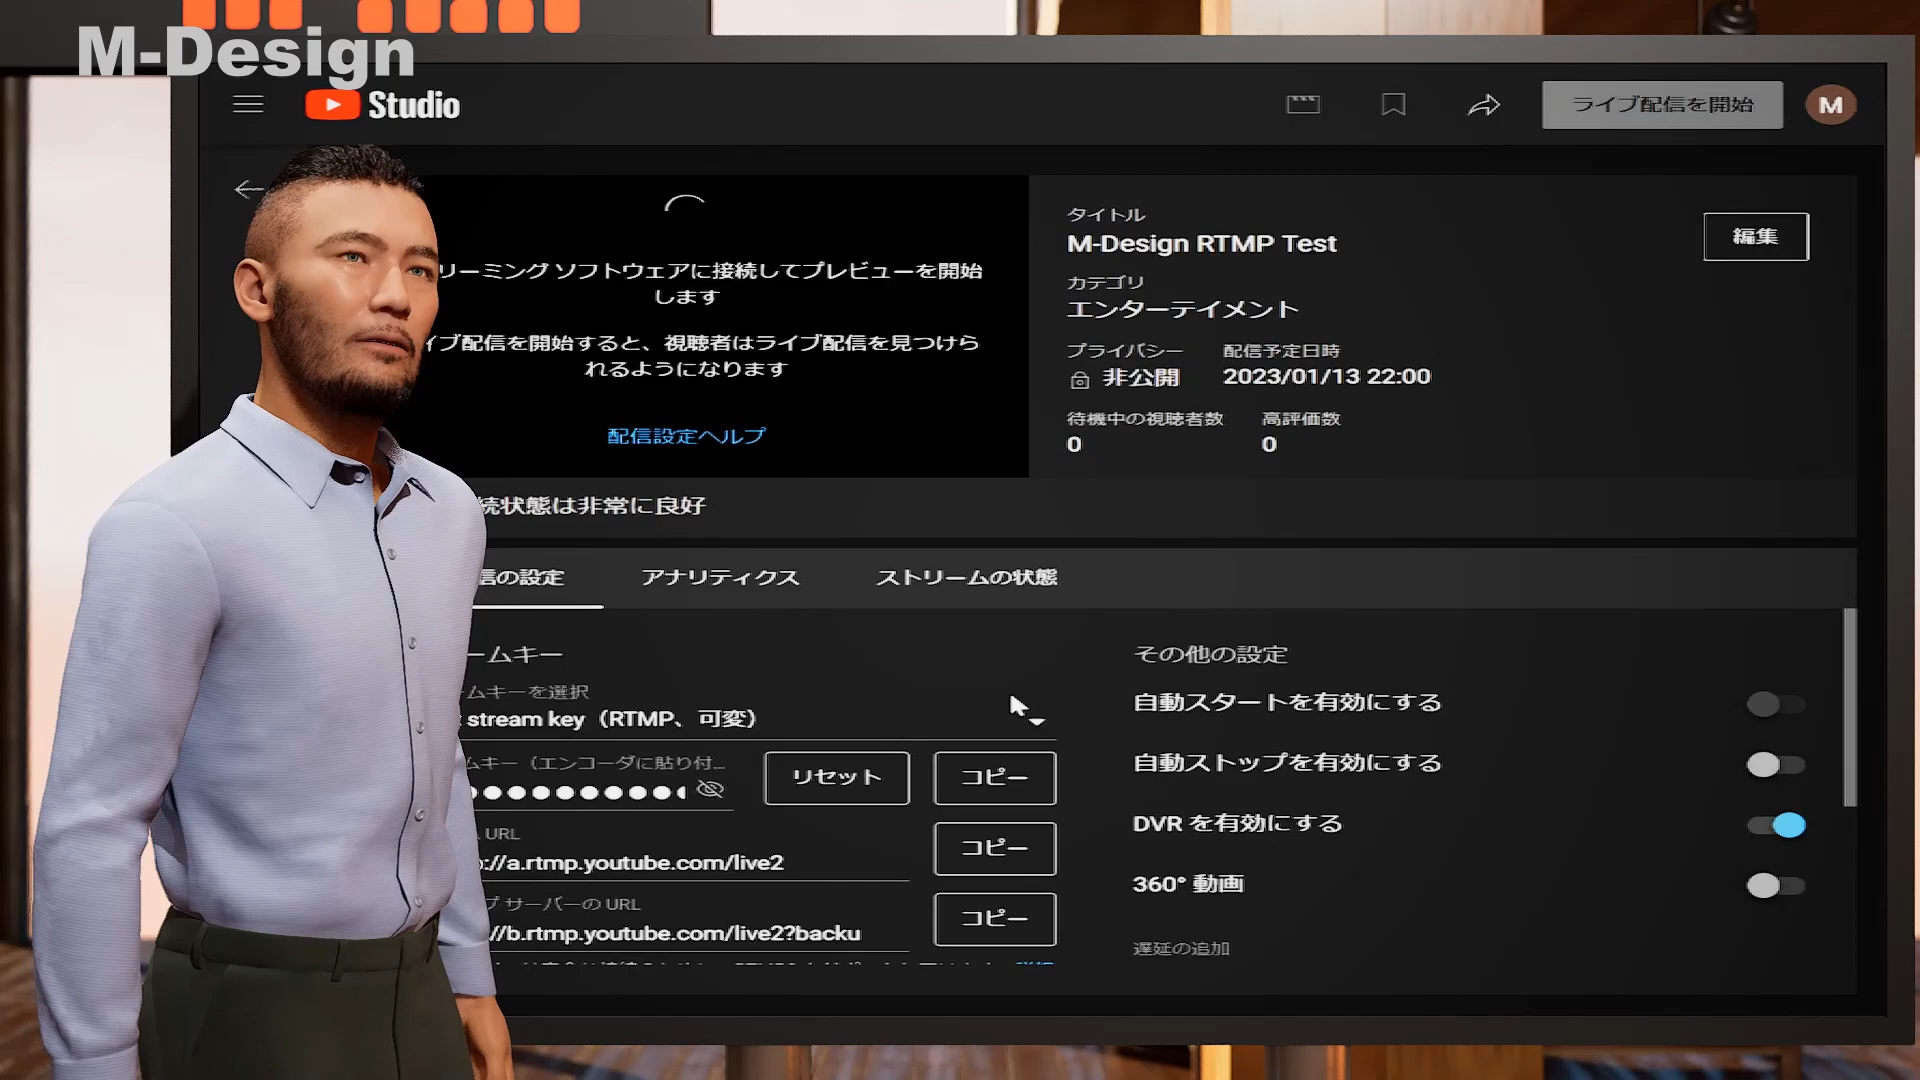 M-Design
Studio
ライブ配信を開始
M
リーミング ソフトウェアに接続してプレビューを開始
します
イブ配信を開始すると、視聴者はライブ配信を見つけら
れるようになります
配信設定ヘルプ
タイトル
M-Design RTMP Test
編集
カテゴリ
エンターテイメント
プライバシー 配信予定日時
非公開 2023/01/13 22:00
待機中の視聴者数 高評価数
0 0
続状態は非常に良好
信の設定 アナリティクス ストリームの状態
ームキー
ームキーを選択
stream key（RTMP、可変）
ムキー（エンコーダに貼り付...
リセット
コピー
URL
://a.rtmp.youtube.com/live2
コピー
プ サーバーの URL
//b.rtmp.youtube.com/live2?backu
コピー
その他の設定
自動スタートを有効にする
自動ストップを有効にする
DVR を有効にする
360° 動画
遅延の追加